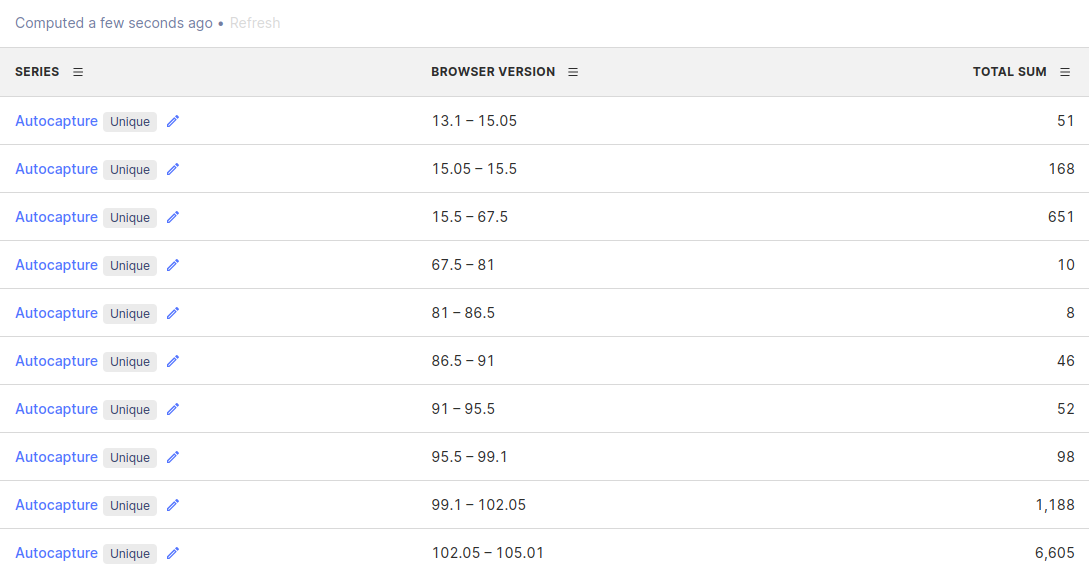 Computed a few seconds ago • Refresh
SERIES BROWSER VERSION TOTAL SUM
Autocapture Unique 13.1 – 15.05 51
Autocapture Unique 15.05 – 15.5 168
Autocapture Unique 15.5 – 67.5 651
Autocapture Unique 67.5 – 81 10
Autocapture Unique 81 – 86.5 8
Autocapture Unique 86.5 – 91 46
Autocapture Unique 91 – 95.5 52
Autocapture Unique 95.5 – 99.1 98
Autocapture Unique 99.1 – 102.05 1,188
Autocapture Unique 102.05 – 105.01 6,605